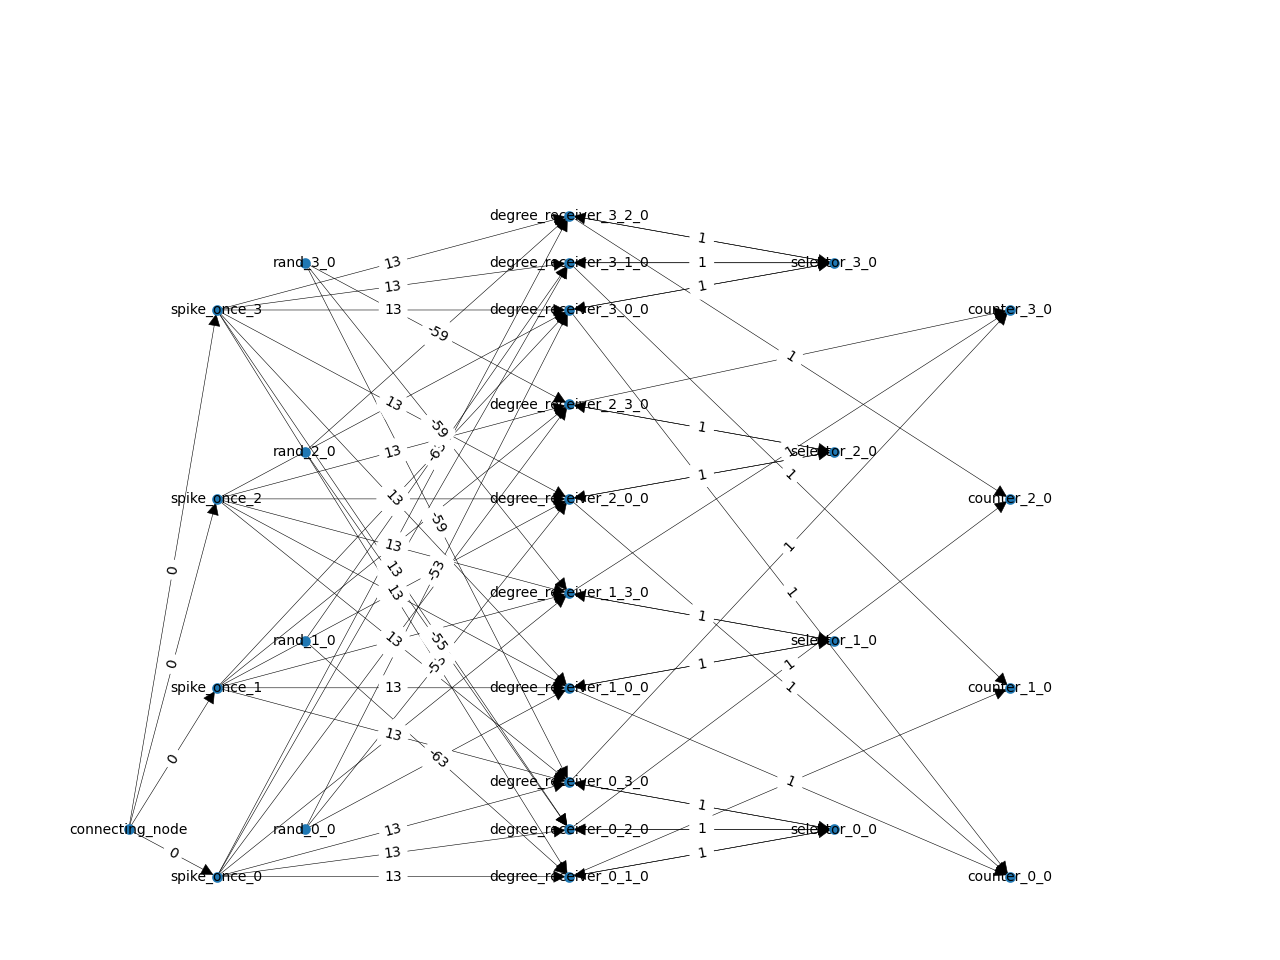 degree_receiver_3_2_0
1
13
rand_3_0
degree_receiver_3_1_0
1
selector_3_0
13
1
spike_once_3
13
degree_receiver_3_0_0
counter_3_0
-59
1
13
degree_receiver_2_3_0
-59
1
rand_2_0
13
1
selector_2_0
1
1
spike_once_2
13
degree_receiver_2_0_0
counter_2_0
-59
13
1
0
13
-53
13
degree_receiver_1_3_0
1
1
rand_1_0
13
-55
selector_1_0
0
1
1
spike_once_1
13
degree_receiver_1_0_0
1
counter_1_0
13
0
-63
degree_receiver_0_3_0
1
13
1
connecting_node
rand_0_0
degree_receiver_0_2_0
1
selector_0_0
0
13
1
spike_once_0
13
degree_receiver_0_1_0
counter_0_0